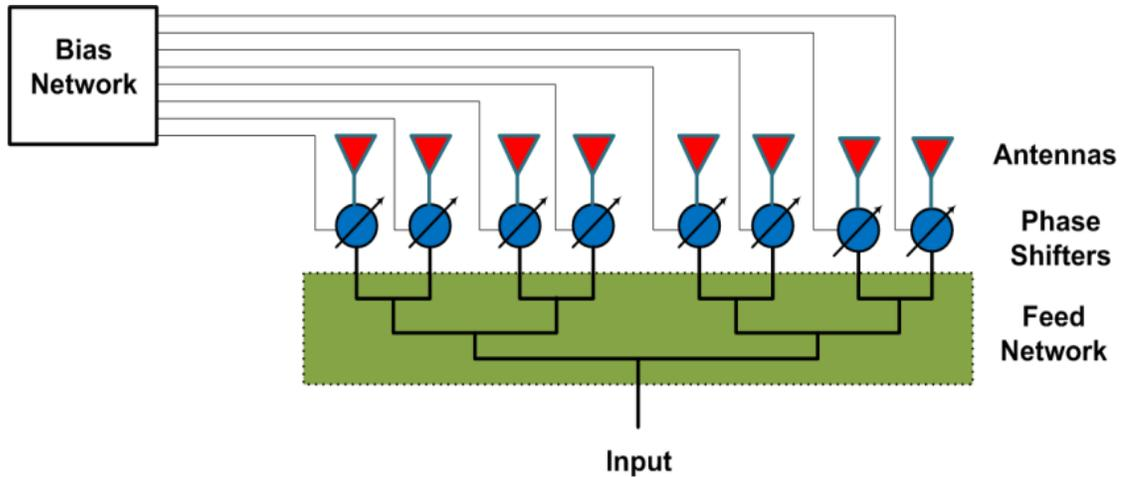 Bias
Network
Antennas
Phase
Shifters
Feed
Network
Input